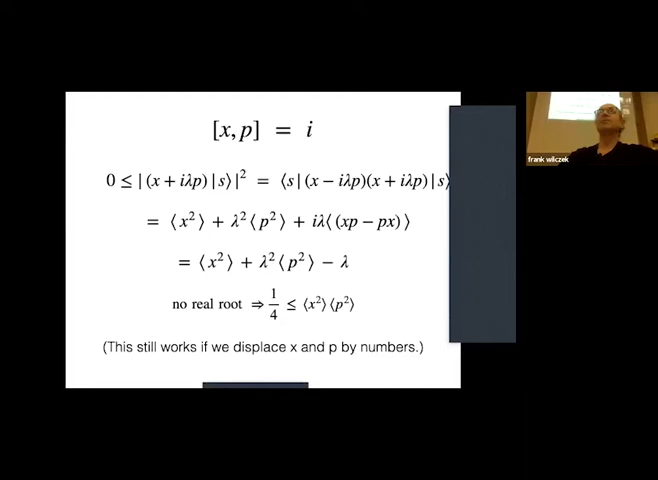 [x, p] = i
0 ≤ | (x + iλp) | s⟩ |² = ⟨s | (x − iλp)(x + iλp) | s⟩
= ⟨x²⟩ + λ²⟨p²⟩ + iλ⟨(xp − px)⟩
= ⟨x²⟩ + λ²⟨p²⟩ − λ
no real root ⇒ 1/4 ≤ ⟨x²⟩⟨p²⟩
(This still works if we displace x and p by numbers.)
frank wilczek